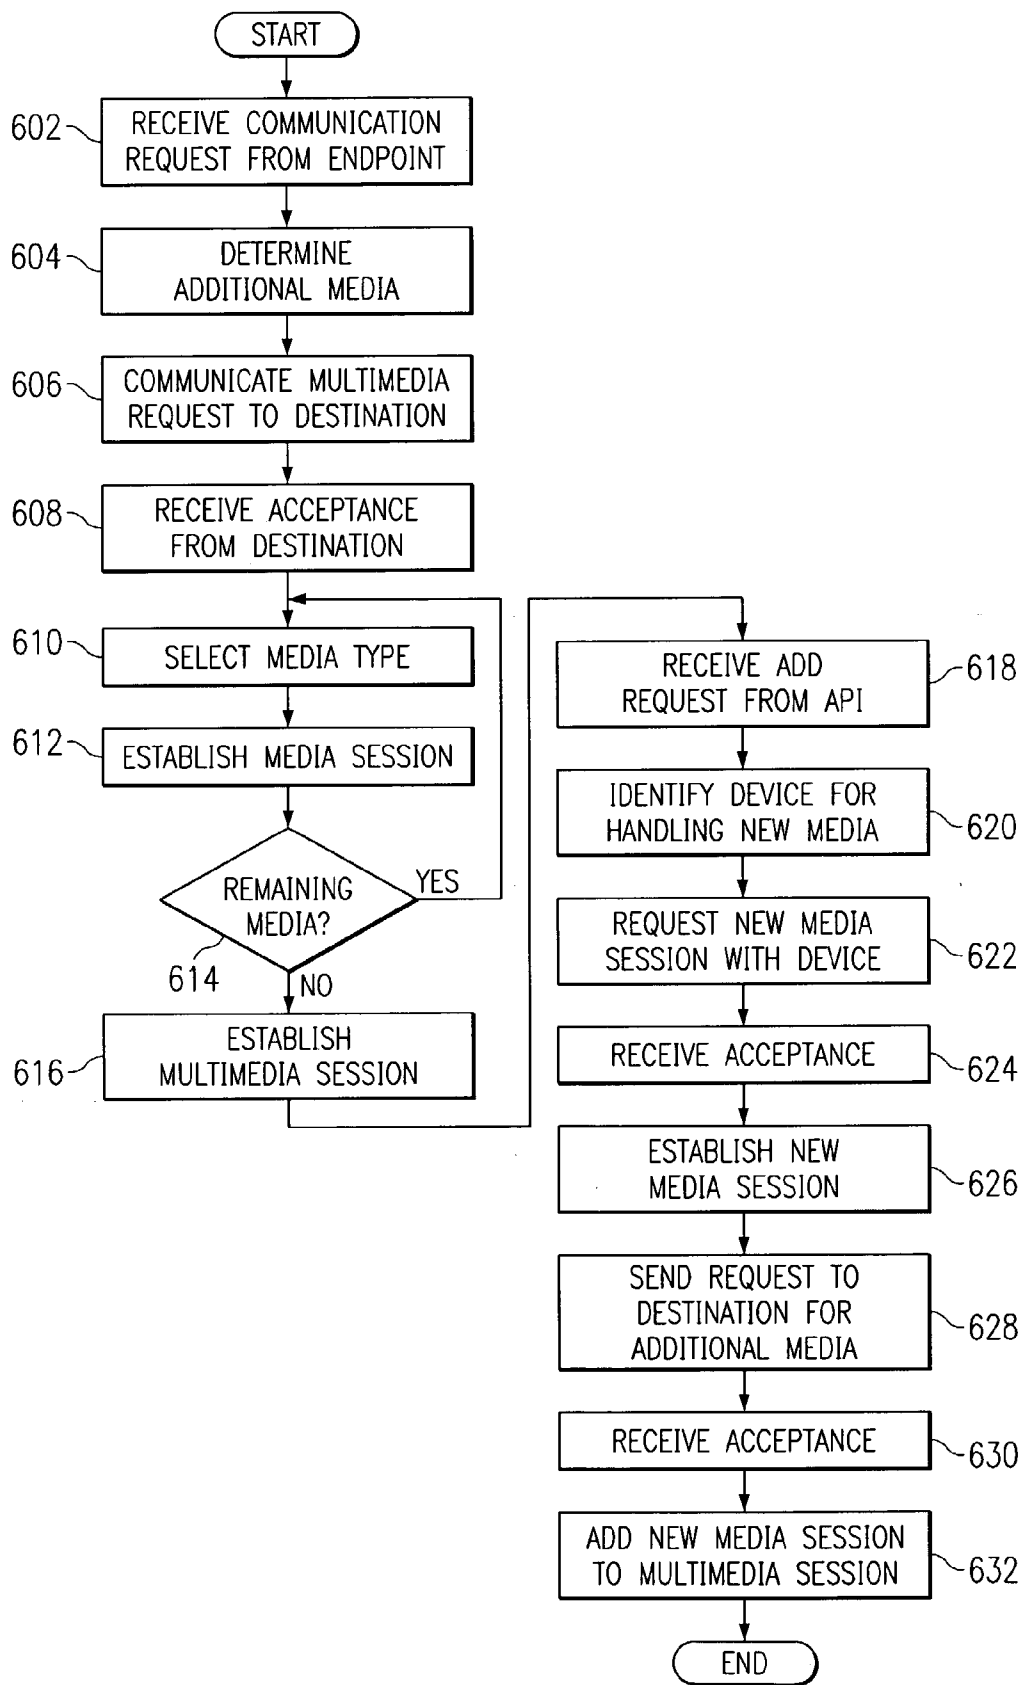 START
602
RECEIVE COMMUNICATION
REQUEST FROM ENDPOINT
604
DETERMINE
ADDITIONAL MEDIA
606
COMMUNICATE MULTIMEDIA
REQUEST TO DESTINATION
608
RECEIVE ACCEPTANCE
FROM DESTINATION
610
SELECT MEDIA TYPE
612
ESTABLISH MEDIA SESSION
REMAINING
MEDIA?
YES
614
NO
616
ESTABLISH
MULTIMEDIA SESSION
RECEIVE ADD
REQUEST FROM API
618
IDENTIFY DEVICE FOR
HANDLING NEW MEDIA
620
REQUEST NEW MEDIA
SESSION WITH DEVICE
622
RECEIVE ACCEPTANCE
624
ESTABLISH NEW
MEDIA SESSION
626
SEND REQUEST TO
DESTINATION FOR
ADDITIONAL MEDIA
628
RECEIVE ACCEPTANCE
630
ADD NEW MEDIA SESSION
TO MULTIMEDIA SESSION
632
END